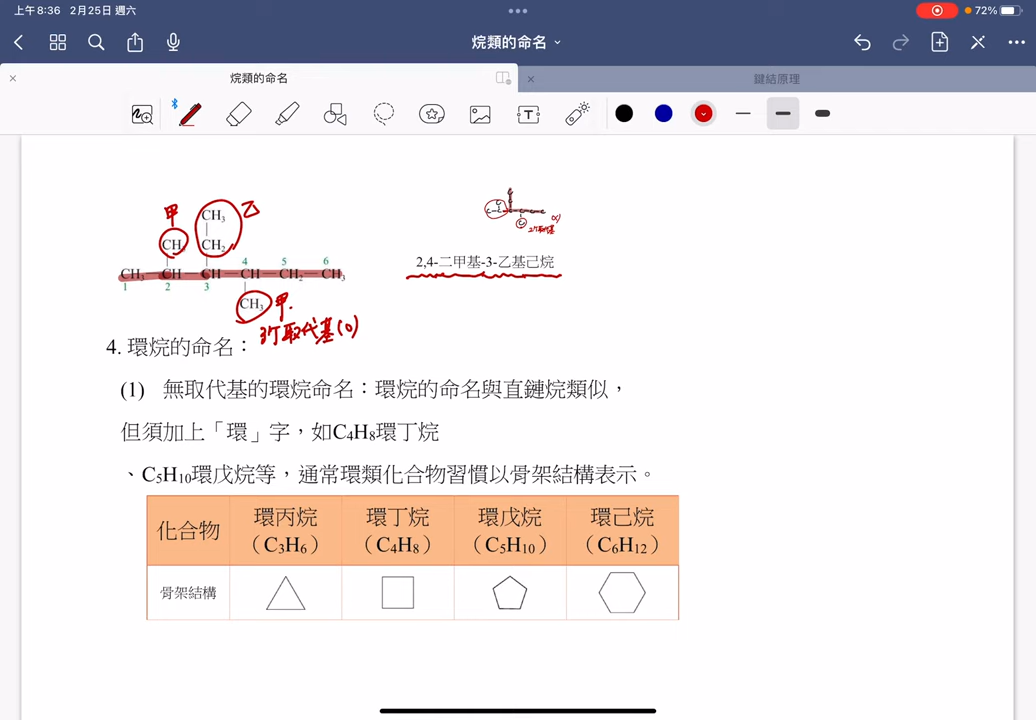 上午8:36 2月25日 週六
72%
烷類的命名
烷類的命名
鍵結原理
甲
乙
CH₃
CH
CH₂
CH₃—CH—CH—CH—CH₂—CH₃
1 2 3 4 5 6
CH₃ 甲
3個取代基(o)
C
(x)
2個取代基
2,4-二甲基-3-乙基己烷
4. 環烷的命名：
(1) 無取代基的環烷命名：環烷的命名與直鏈烷類似，
但須加上「環」字，如C₄H₈環丁烷
、C₅H₁₀環戊烷等，通常環類化合物習慣以骨架結構表示。
化合物 環丙烷 環丁烷 環戊烷 環己烷
（C₃H₆） （C₄H₈） （C₅H₁₀） （C₆H₁₂）
骨架結構